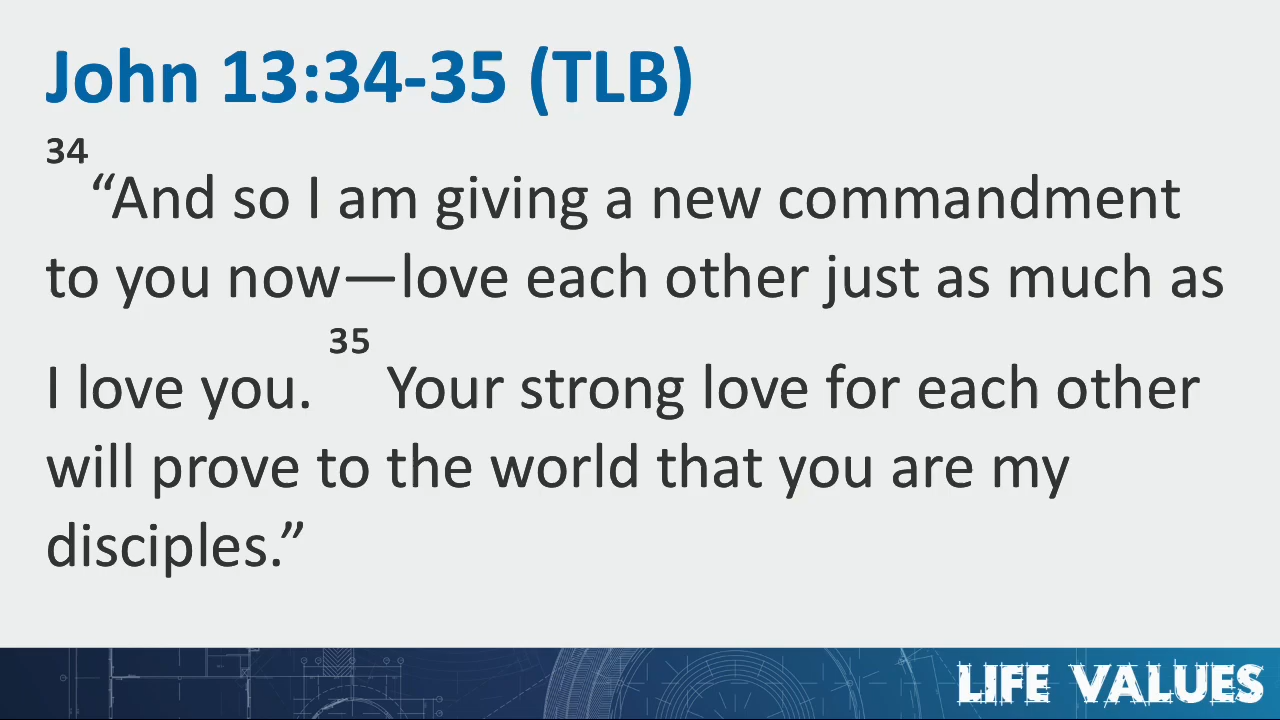 John 13:34-35 (TLB)
34 “And so I am giving a new commandment
to you now—love each other just as much as
I love you. 35 Your strong love for each other
will prove to the world that you are my
disciples.”
LIFE VALUES